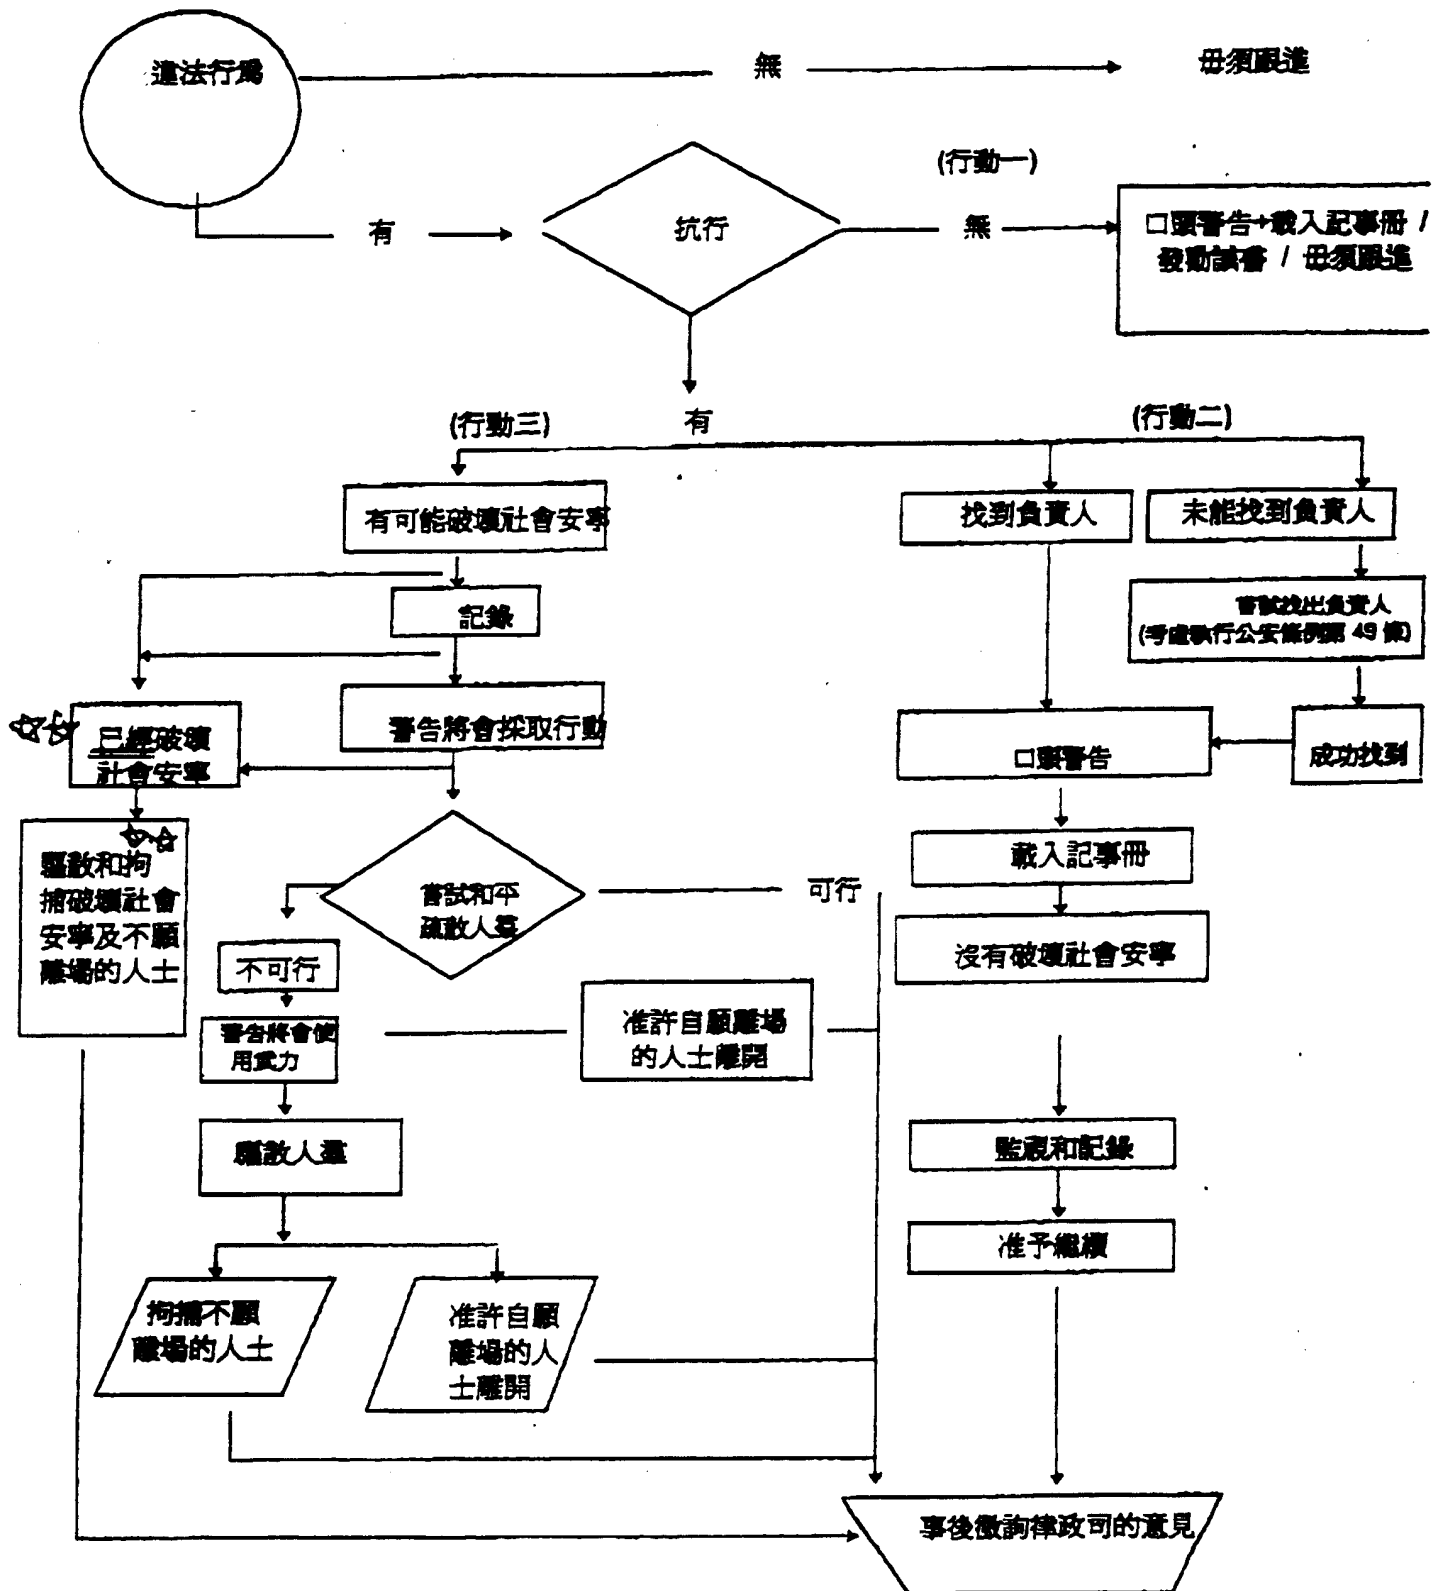 違法行為
無
毋須跟進
有
抗行
(行動一)
無
口頭警告+載入記事冊 /
發勸諭書 / 毋須跟進
有
(行動三)
(行動二)
有可能破壞社會安寧
找到負責人
未能找到負責人
記錄
嘗試找出負責人
(考慮執行公安條例第 49 條)
警告將會採取行動
已經破壞
社會安寧
口頭警告
成功找到
驅散和拘
捕破壞社會
安寧及不願
離場的人士
載入記事冊
嘗試和平
疏散人羣
可行
沒有破壞社會安寧
不可行
警告將會使
用武力
准許自願離場
的人士離開
驅散人羣
監視和記錄
准予繼續
拘捕不願
離場的人士
准許自願
離場的人
士離開
事後徵詢律政司的意見